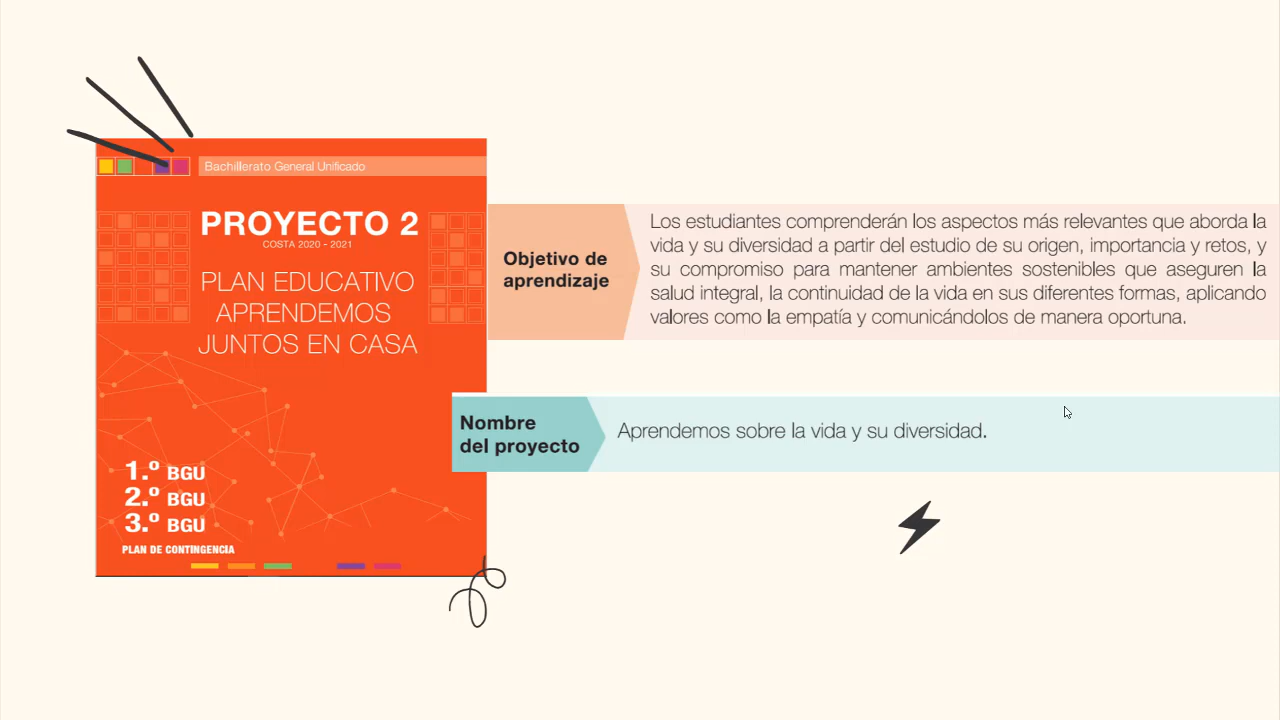 Bachillerato General Unificado
PROYECTO 2
COSTA 2020 - 2021
PLAN EDUCATIVO
APRENDEMOS
JUNTOS EN CASA
1.º BGU
2.º BGU
3.º BGU
PLAN DE CONTINGENCIA
Objetivo de
aprendizaje
Los estudiantes comprenderán los aspectos más relevantes que aborda la
vida y su diversidad a partir del estudio de su origen, importancia y retos, y
su compromiso para mantener ambientes sostenibles que aseguren la
salud integral, la continuidad de la vida en sus diferentes formas, aplicando
valores como la empatía y comunicándolos de manera oportuna.
Nombre
del proyecto
Aprendemos sobre la vida y su diversidad.